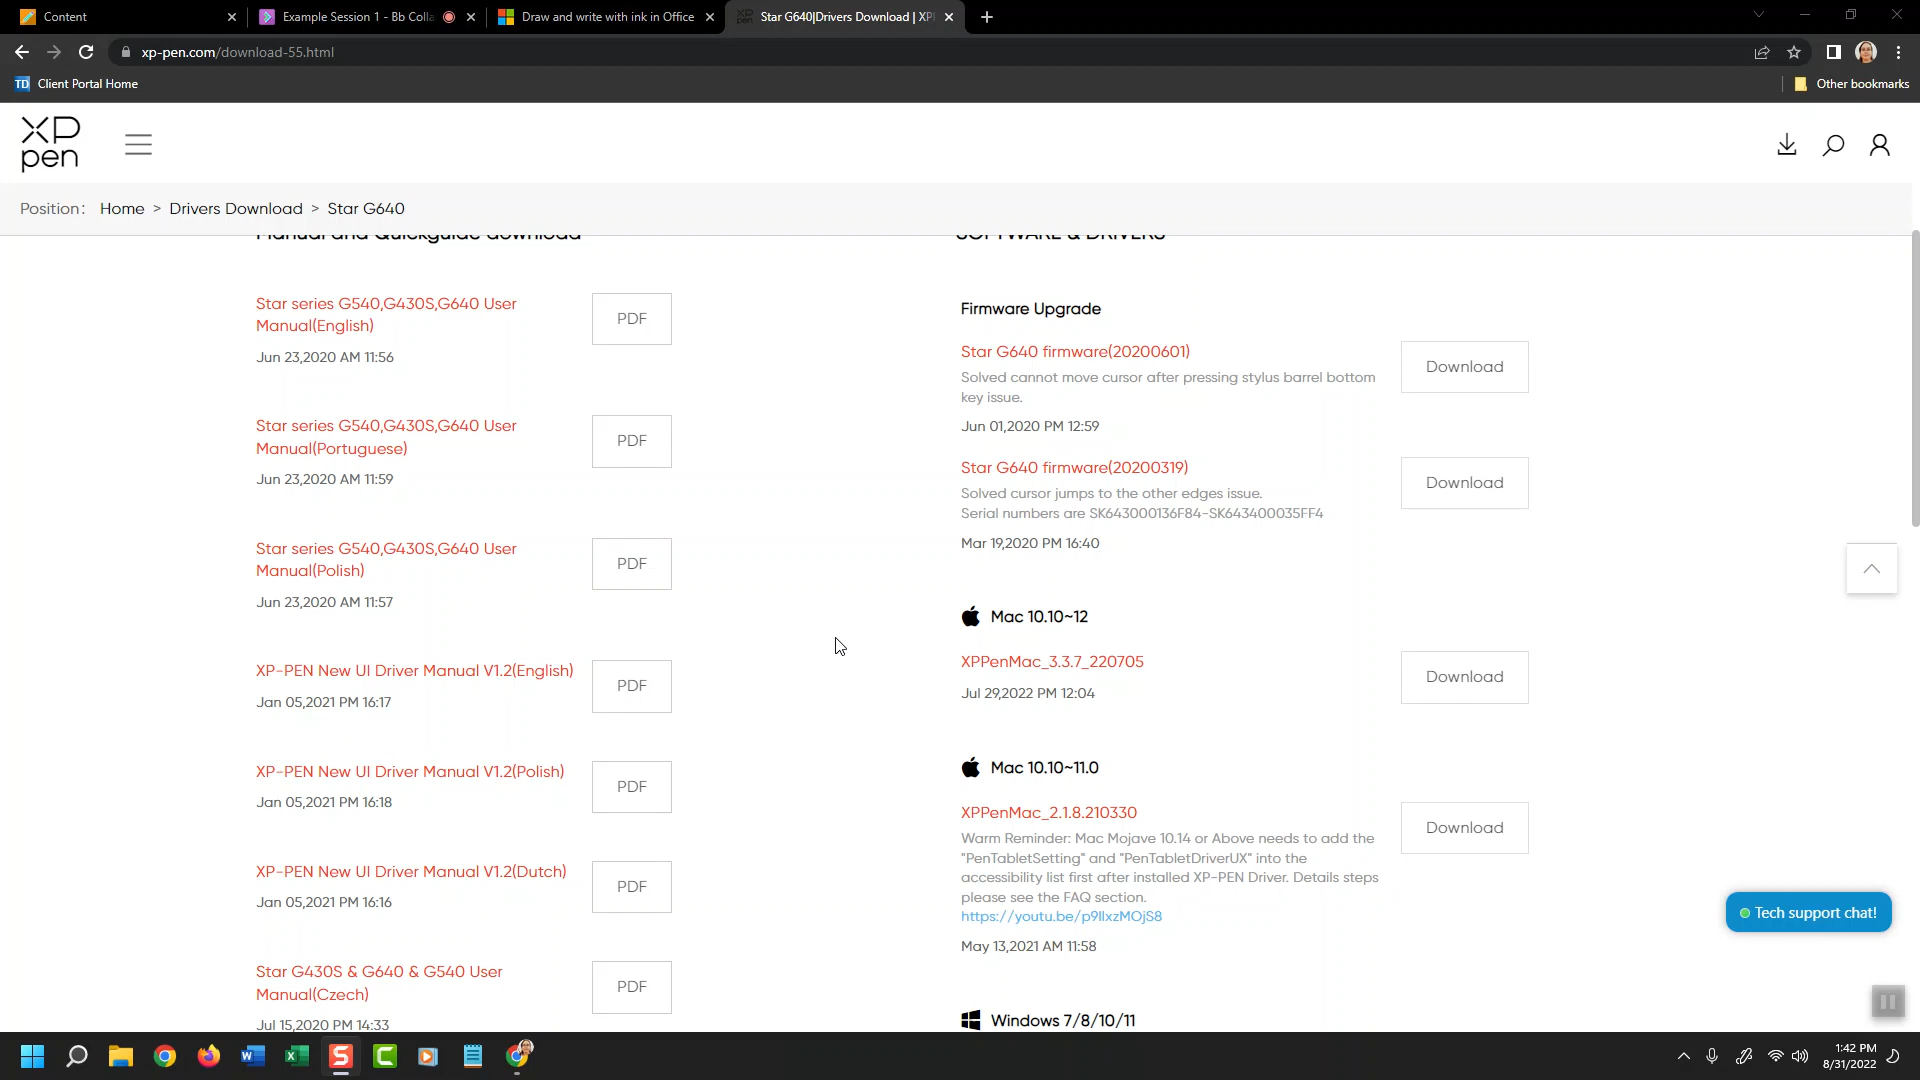 Content
Example Session 1 - Bb Colla
Draw and write with ink in Office
Star G640|Drivers Download | XP
xp-pen.com/download-55.html
TD Client Portal Home
Other bookmarks
XP
pen
Position: Home > Drivers Download > Star G640
Manual and Quickguide download
Star series G540,G430S,G640 User
Manual(English)
PDF
Jun 23,2020 AM 11:56
Star series G540,G430S,G640 User
Manual(Portuguese)
PDF
Jun 23,2020 AM 11:59
Star series G540,G430S,G640 User
Manual(Polish)
PDF
Jun 23,2020 AM 11:57
XP-PEN New UI Driver Manual V1.2(English)
PDF
Jan 05,2021 PM 16:17
XP-PEN New UI Driver Manual V1.2(Polish)
PDF
Jan 05,2021 PM 16:18
XP-PEN New UI Driver Manual V1.2(Dutch)
PDF
Jan 05,2021 PM 16:16
Star G430S & G640 & G540 User
Manual(Czech)
PDF
Jul 15,2020 PM 14:33
SOFTWARE & DRIVERS
Firmware Upgrade
Star G640 firmware(20200601)
Download
Solved cannot move cursor after pressing stylus barrel bottom
key issue.
Jun 01,2020 PM 12:59
Star G640 firmware(20200319)
Download
Solved cursor jumps to the other edges issue.
Serial numbers are SK643000136F84-SK643400035FF4
Mar 19,2020 PM 16:40
Mac 10.10~12
XPPenMac_3.3.7_220705
Download
Jul 29,2022 PM 12:04
Mac 10.10~11.0
XPPenMac_2.1.8.210330
Download
Warm Reminder: Mac Mojave 10.14 or Above needs to add the
"PenTabletSetting" and "PenTabletDriverUX" into the
accessibility list first after installed XP-PEN Driver. Details steps
please see the FAQ section.
https://youtu.be/p9IlxzMOjS8
May 13,2021 AM 11:58
Windows 7/8/10/11
Tech support chat!
1:42 PM
8/31/2022